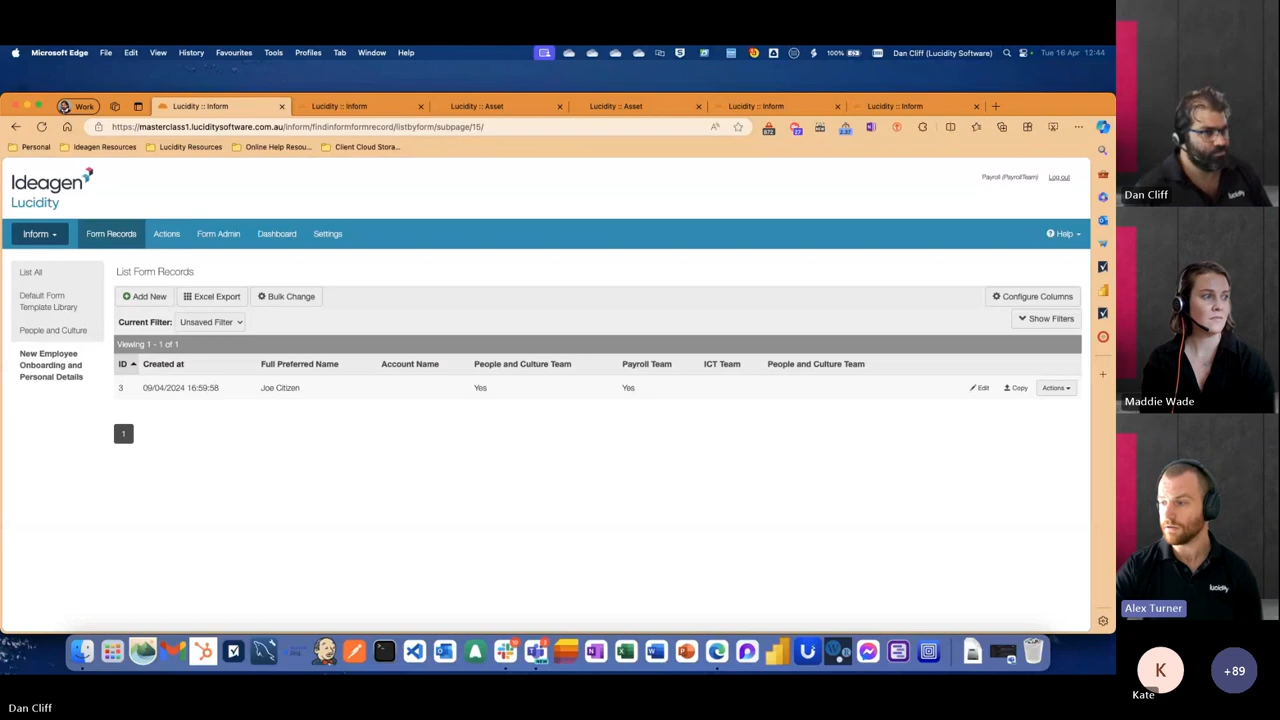 Microsoft Edge File Edit View History Favourites Tools Profiles Tab Window Help 100% Dan Cliff (Lucidity Software) Tue 16 Apr 12:44
Work Lucidity :: Inform Lucidity :: Inform Lucidity :: Asset Lucidity :: Asset Lucidity :: Inform Lucidity :: Inform
https://masterclass1.luciditysoftware.com.au/inform/findinformformrecord/listbyform/subpage/15/
Personal Ideagen Resources Lucidity Resources Online Help Resou... Client Cloud Stora...
Ideagen
Lucidity
Payroll (PayrollTeam) Log out
Inform Form Records Actions Form Admin Dashboard Settings Help
List All
Default Form
Template Library
People and Culture
New Employee
Onboarding and
Personal Details
List Form Records
Add New Excel Export Bulk Change Configure Columns
Current Filter: Unsaved Filter Show Filters
Viewing 1 - 1 of 1
ID Created at Full Preferred Name Account Name People and Culture Team Payroll Team ICT Team People and Culture Team
3 09/04/2024 16:59:58 Joe Citizen Yes Yes Edit Copy Actions
1
Dan Cliff
Maddie Wade
lucidity
Alex Turner
K
Kate
+89
Dan Cliff